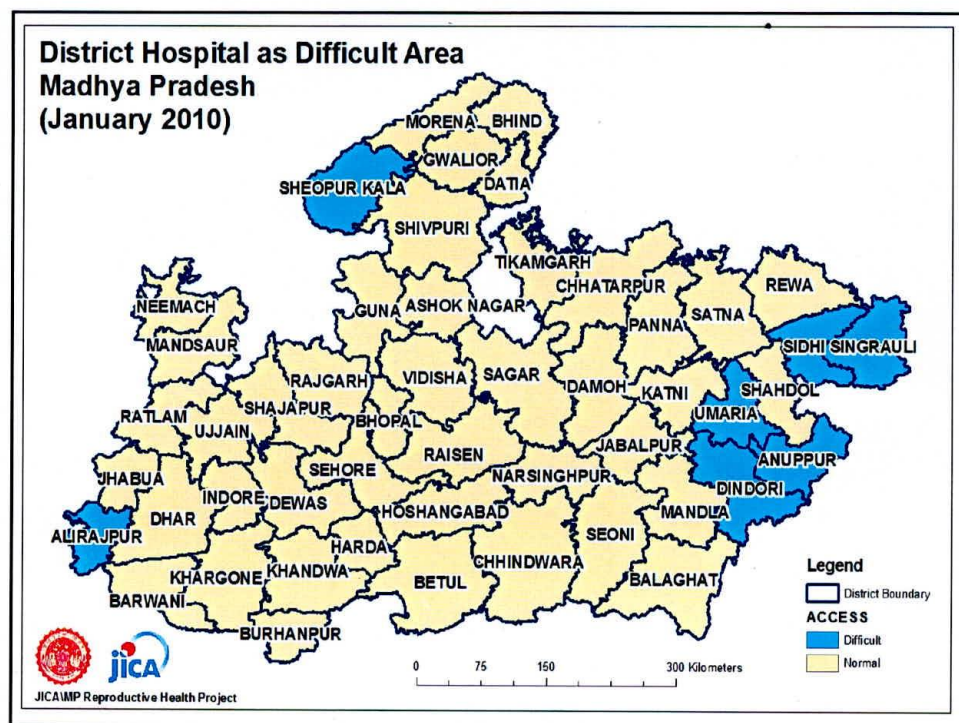 District Hospital as Difficult Area
Madhya Pradesh
(January 2010)
MORENA
BHIND
GWALIOR
SHEOPUR KALA
DATIA
SHIVPURI
TIKAMGARH
REWA
NEEMACH
GUNA
ASHOK NAGAR
CHHATARPUR
PANNA
SATNA
MANDSAUR
SIDHI
SINGRAULI
RAJGARH
VIDISHA
SAGAR
DAMOH
KATNI
SHAHDOL
RATLAM
SHAJAPUR
UMARIA
UJJAIN
BHOPAL
RAISEN
JABALPUR
ANUPPUR
JHABUA
SEHORE
NARSINGHPUR
DINDORI
INDORE
DEWAS
HOSHANGABAD
MANDLA
ALIRAJPUR
DHAR
HARDA
SEONI
KHARGONE
KHANDWA
BETUL
CHHINDWARA
BALAGHAT
BARWANI
BURHANPUR
Legend
District Boundary
ACCESS
Difficult
Normal
jICA
0 75 150 300 Kilometers
JICA\MP Reproductive Health Project